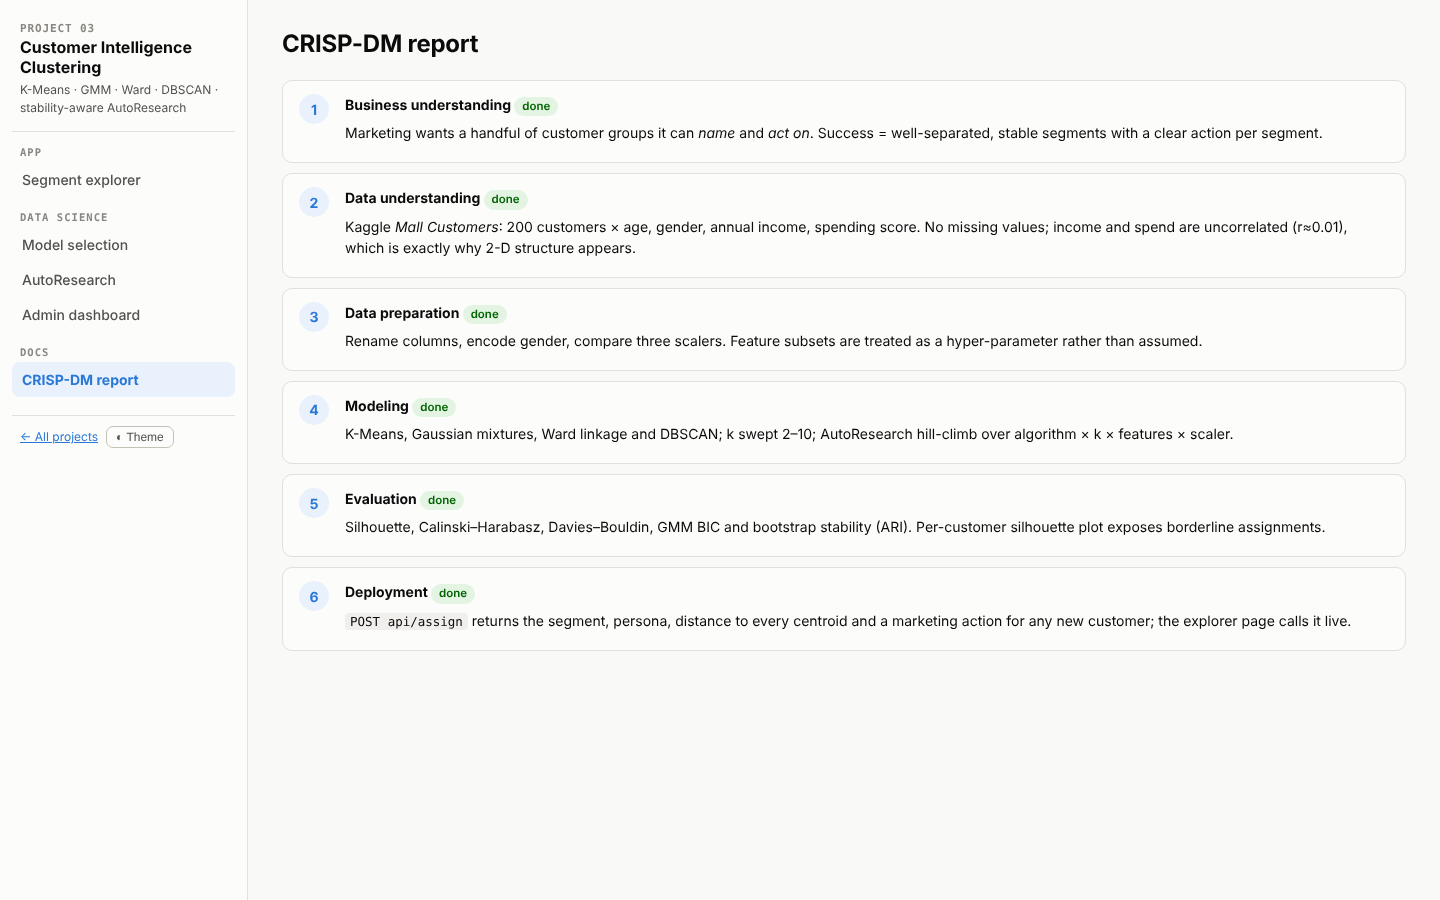 PROJECT 03
Customer Intelligence
Clustering
K-Means · GMM · Ward · DBSCAN ·
stability-aware AutoResearch
APP
Segment explorer
DATA SCIENCE
Model selection
AutoResearch
Admin dashboard
DOCS
CRISP-DM report
← All projects
Theme
CRISP-DM report
1
Business understanding done
Marketing wants a handful of customer groups it can name and act on. Success = well-separated, stable segments with a clear action per segment.
2
Data understanding done
Kaggle Mall Customers: 200 customers × age, gender, annual income, spending score. No missing values; income and spend are uncorrelated (r≈0.01),
which is exactly why 2-D structure appears.
3
Data preparation done
Rename columns, encode gender, compare three scalers. Feature subsets are treated as a hyper-parameter rather than assumed.
4
Modeling done
K-Means, Gaussian mixtures, Ward linkage and DBSCAN; k swept 2–10; AutoResearch hill-climb over algorithm × k × features × scaler.
5
Evaluation done
Silhouette, Calinski–Harabasz, Davies–Bouldin, GMM BIC and bootstrap stability (ARI). Per-customer silhouette plot exposes borderline assignments.
6
Deployment done
POST api/assign returns the segment, persona, distance to every centroid and a marketing action for any new customer; the explorer page calls it live.